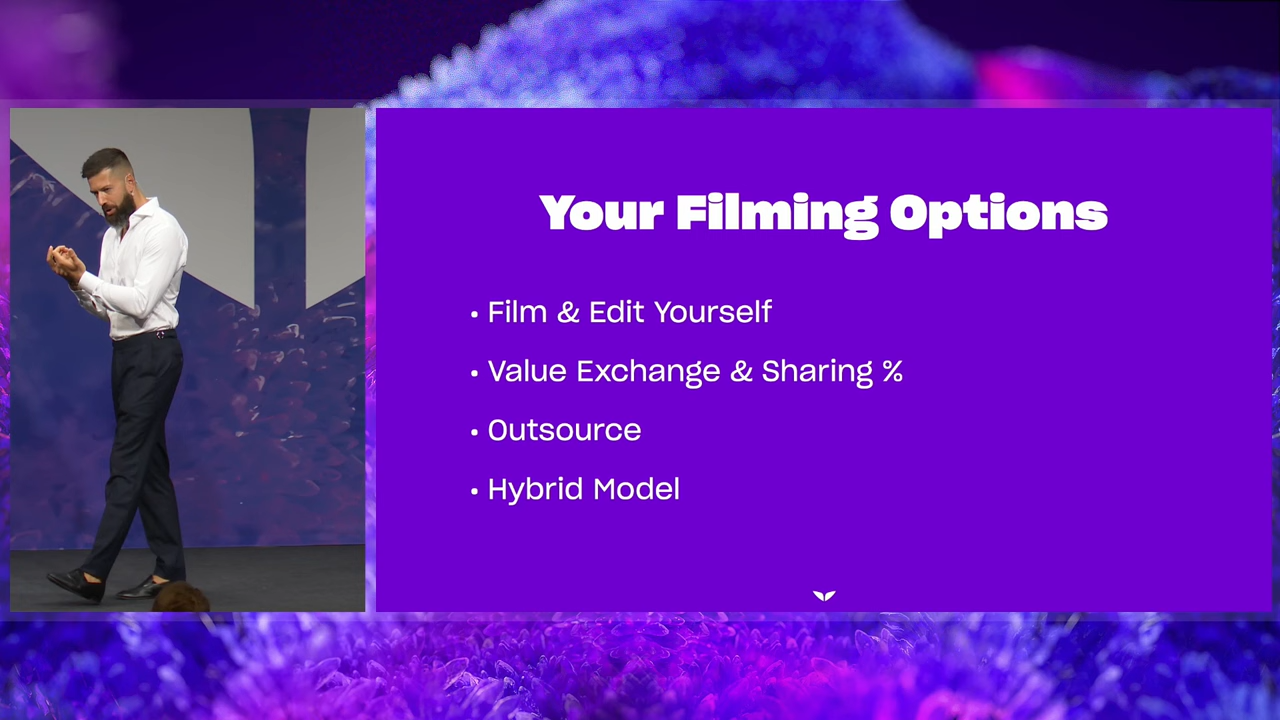 Your Filming Options
• Film & Edit Yourself
• Value Exchange & Sharing %
• Outsource
• Hybrid Model